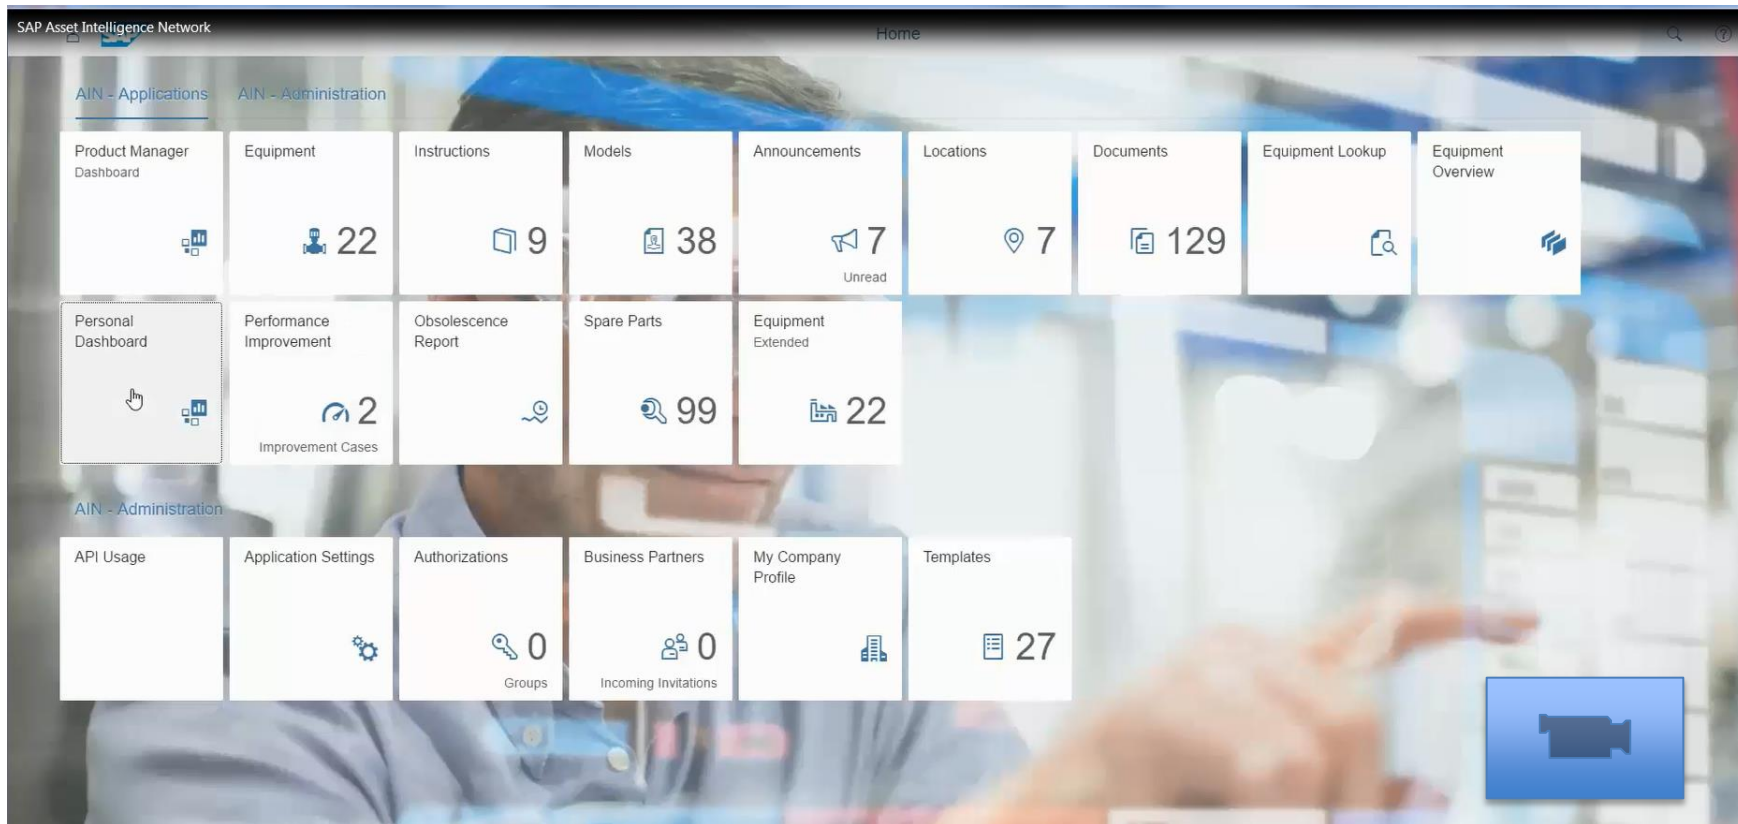 SAP Asset Intelligence Network
Home
AIN - Applications
AIN - Administration
Product Manager
Dashboard
Equipment
22
Instructions
9
Models
38
Announcements
7
Unread
Locations
7
Documents
129
Equipment Lookup
Equipment
Overview
Personal
Dashboard
Performance
Improvement
2
Improvement Cases
Obsolescence
Report
Spare Parts
99
Equipment
Extended
22
AIN - Administration
API Usage
Application Settings
Authorizations
0
Groups
Business Partners
0
Incoming Invitations
My Company
Profile
Templates
27